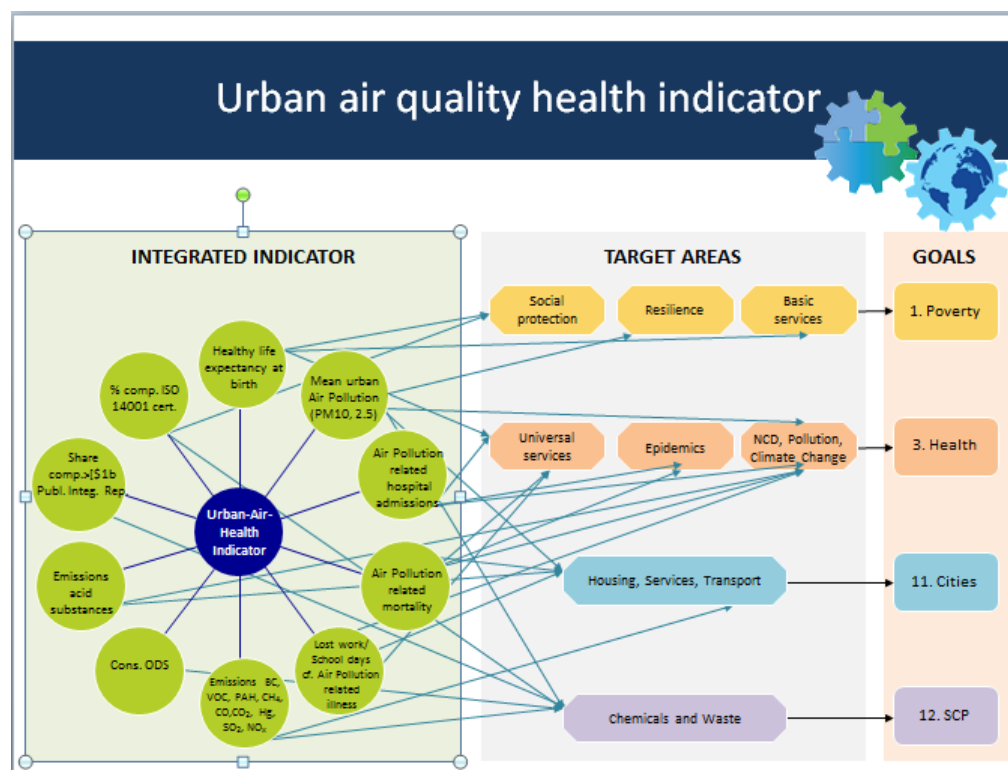 Urban air quality health indicator
INTEGRATED INDICATOR
TARGET AREAS
GOALS
Healthy life
expectancy at
birth
Mean urban
Air Pollution
(PM10, 2.5)
% comp. ISO
14001 cert.
Share
comp.>[$1b
Publ. Integ. Rep
Air Pollution
related
hospital
admissions
Urban-Air-
Health
Indicator
Emissions
acid
substances
Air Pollution
related
mortality
Cons. ODS
Emissions BC,
VOC, PAH, CH₄,
CO,CO₂, Hg,
SO₂, NOₓ
Lost work/
School days
cf. Air Pollution
related
illness
Social
protection
Resilience
Basic
services
1. Poverty
Universal
services
Epidemics
NCD, Pollution,
Climate Change
3. Health
Housing, Services, Transport
11. Cities
Chemicals and Waste
12. SCP